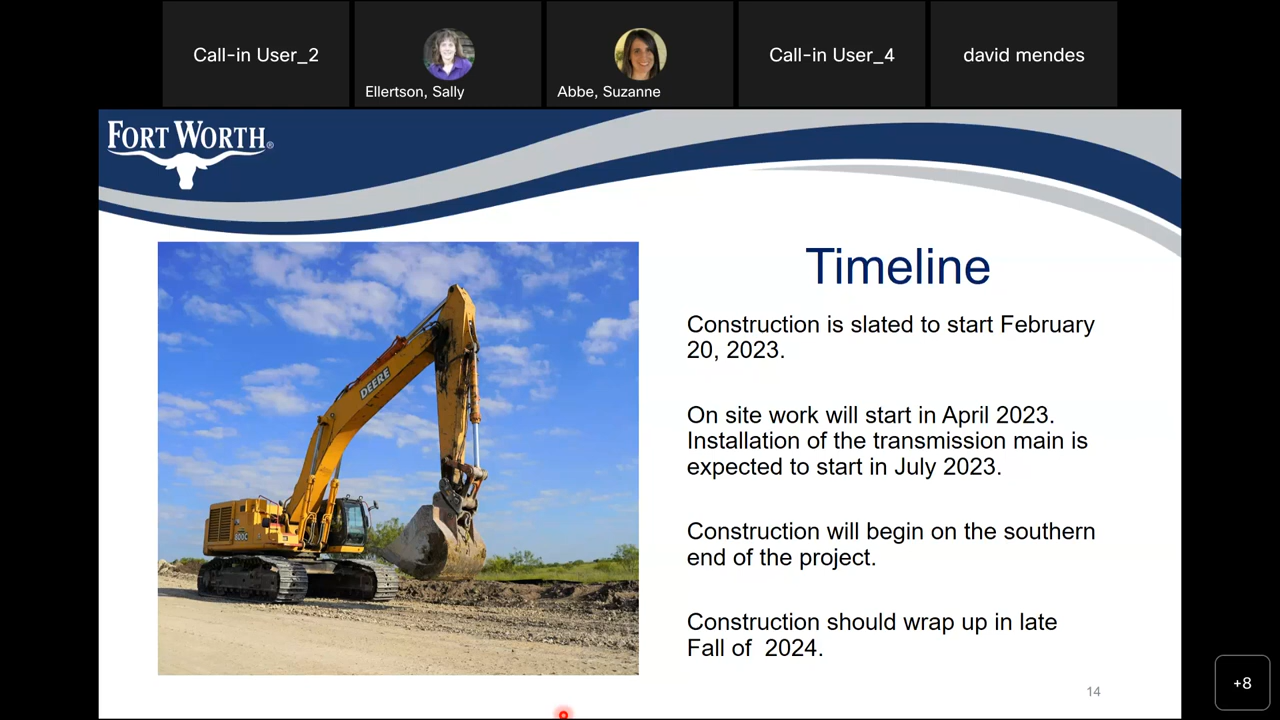 Call-in User_2
Ellertson, Sally
Abbe, Suzanne
Call-in User_4
david mendes
FORT WORTH®
DEERE
Timeline
Construction is slated to start February
20, 2023.
On site work will start in April 2023.
Installation of the transmission main is
expected to start in July 2023.
Construction will begin on the southern
end of the project.
Construction should wrap up in late
Fall of  2024.
14
+8